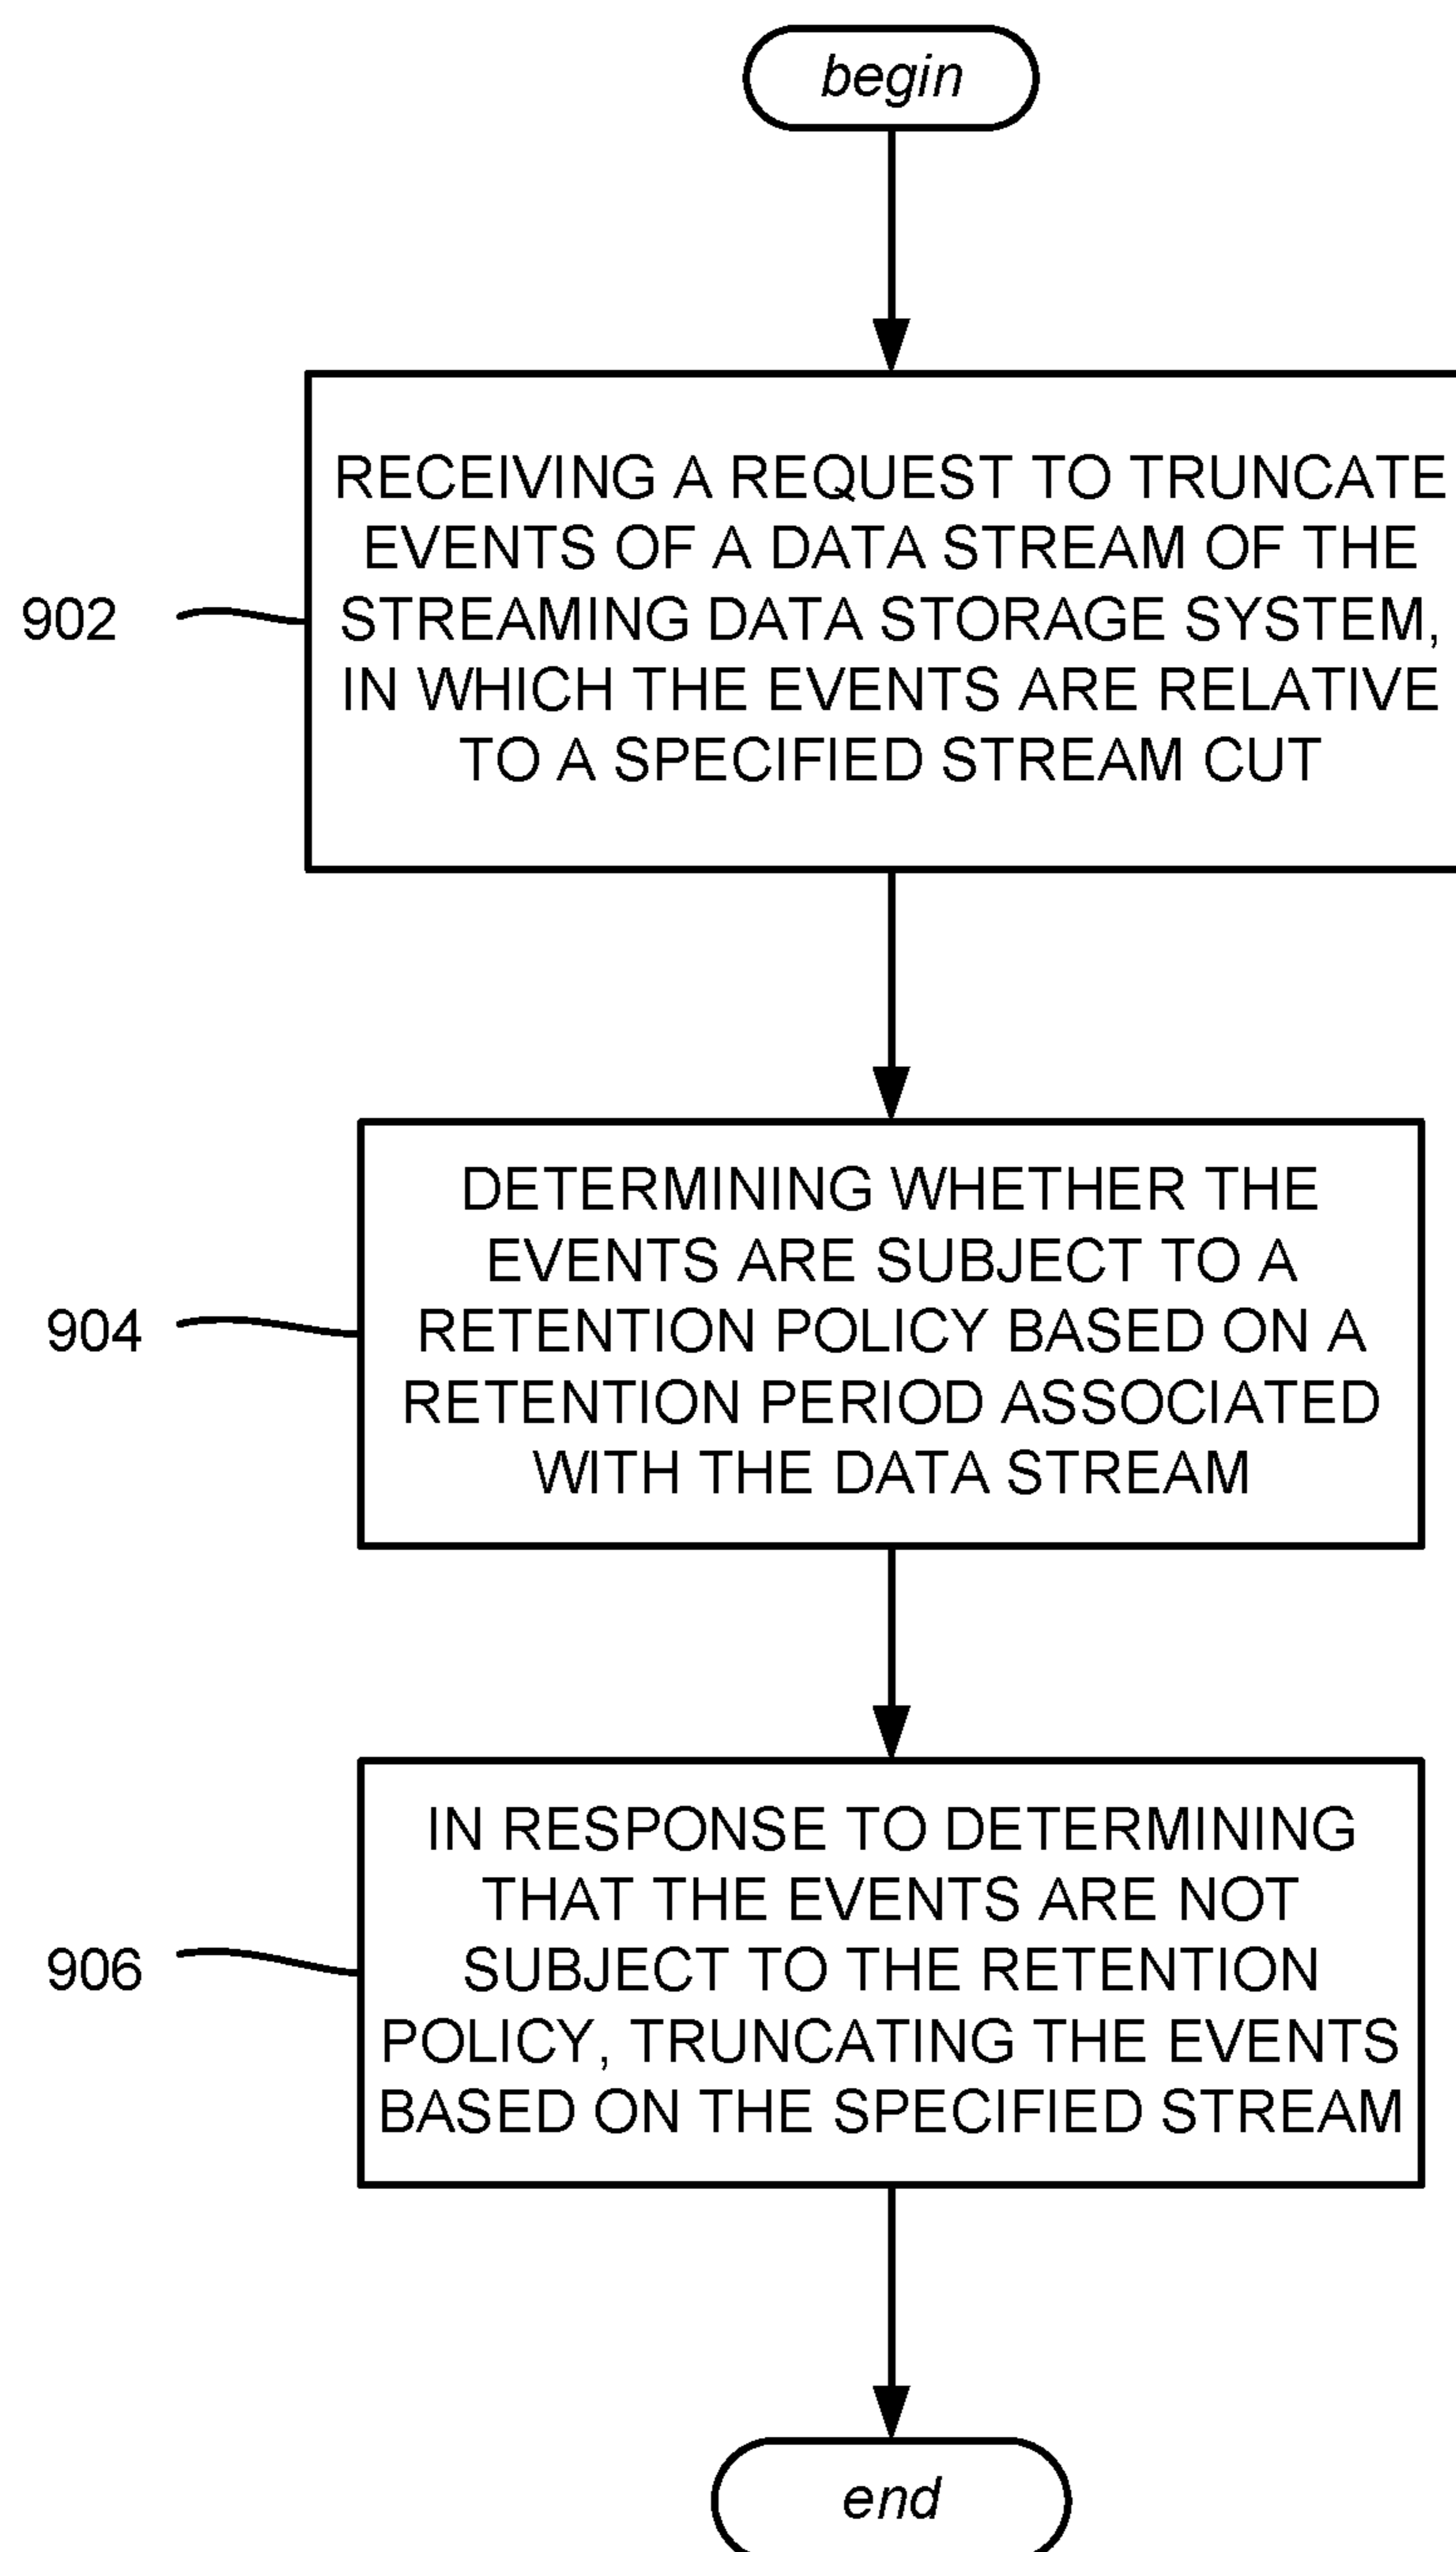 begin
RECEIVING A REQUEST TO TRUNCATE
EVENTS OF A DATA STREAM OF THE
STREAMING DATA STORAGE SYSTEM,
IN WHICH THE EVENTS ARE RELATIVE
TO A SPECIFIED STREAM CUT
902
DETERMINING WHETHER THE
EVENTS ARE SUBJECT TO A
RETENTION POLICY BASED ON A
RETENTION PERIOD ASSOCIATED
WITH THE DATA STREAM
904
IN RESPONSE TO DETERMINING
THAT THE EVENTS ARE NOT
SUBJECT TO THE RETENTION
POLICY, TRUNCATING THE EVENTS
BASED ON THE SPECIFIED STREAM
906
end